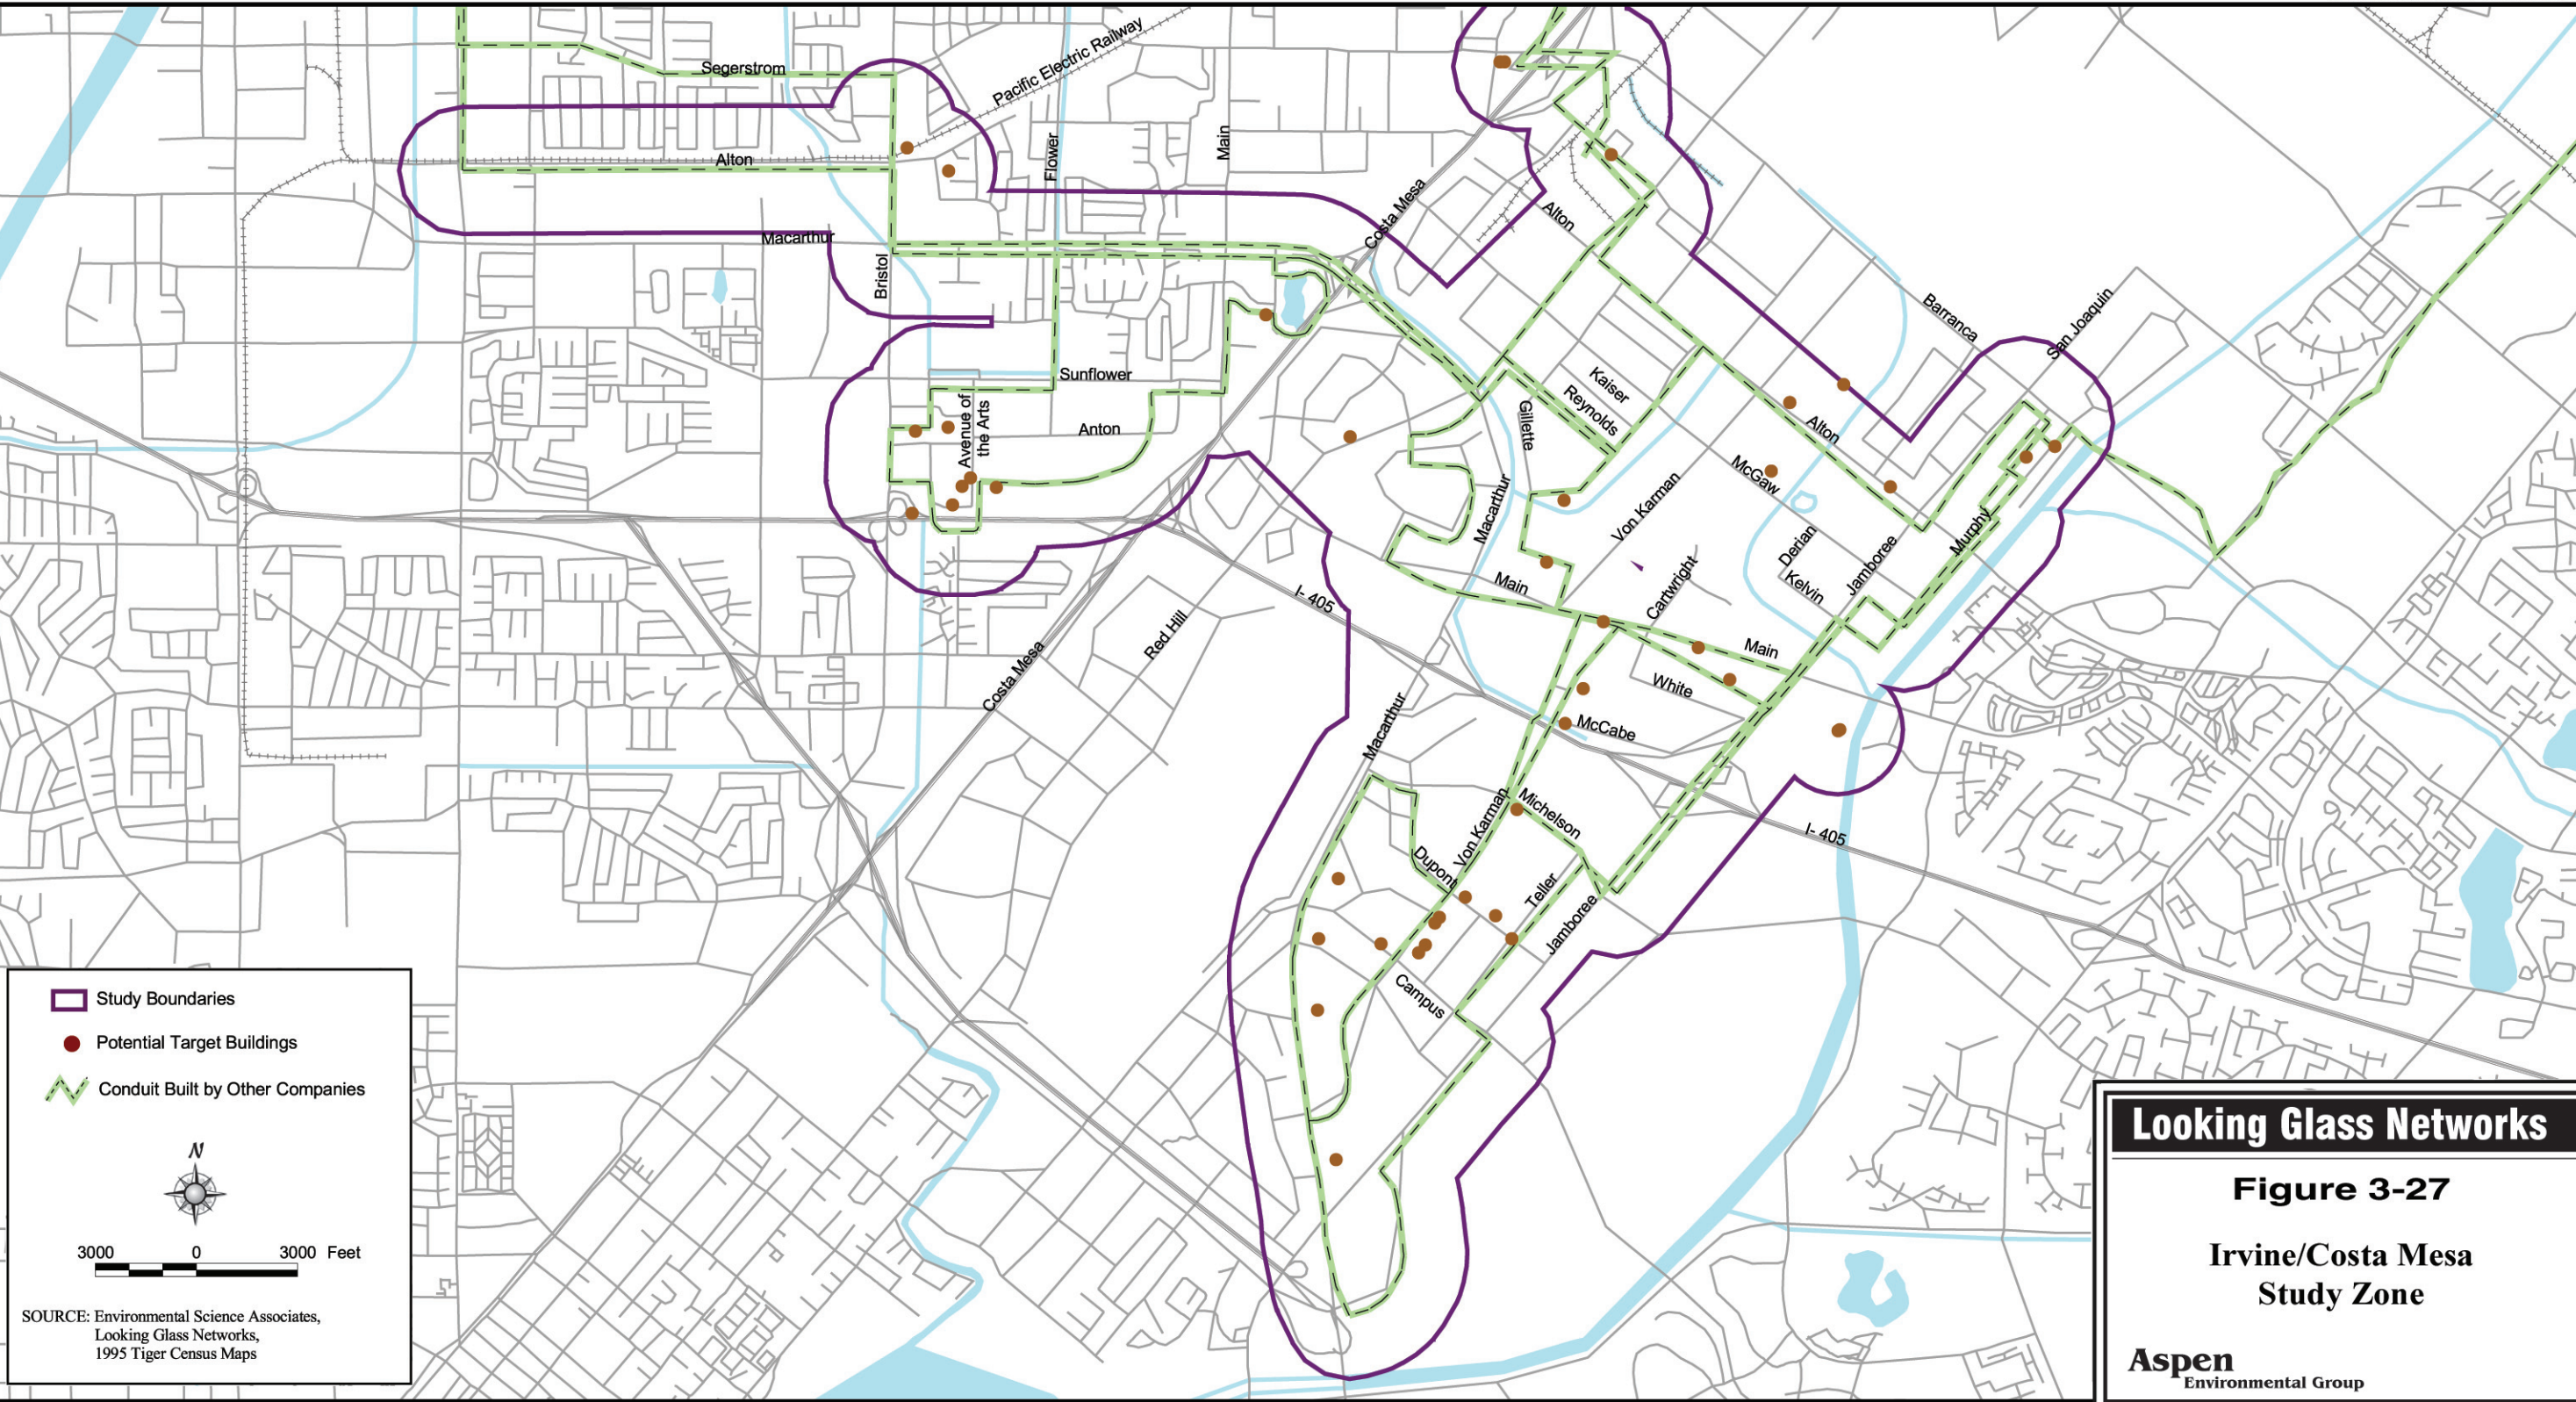 Segerstrom
Pacific Electric Railway
Alton
Flower
Main
Costa Mesa
Alton
Macarthur
Bristol
Barranca
San Joaquin
Sunflower
Avenue of
the Arts
Anton
Kaiser
Reynolds
Gillette
Alton
McGaw
Macarthur
Von Karman
Murphy
Derian
Kelvin
Jamboree
Main
Cartwright
I- 405
Red Hill
Costa Mesa
Main
White
McCabe
Macarthur
Michelson
Von Karman
Dupont
I- 405
Teller
Jamboree
Campus
Study Boundaries
Potential Target Buildings
Conduit Built by Other Companies
N
3000 0 3000 Feet
SOURCE: Environmental Science Associates,
Looking Glass Networks,
1995 Tiger Census Maps
Looking Glass Networks
Figure 3-27
Irvine/Costa Mesa
Study Zone
Aspen
Environmental Group